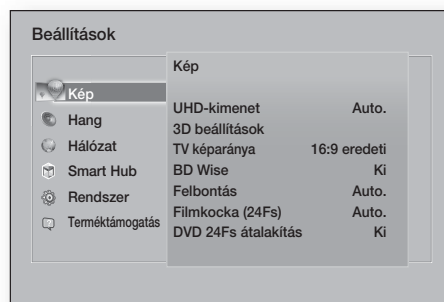 Beállítások
Kép
Hang
Hálózat
Smart Hub
Rendszer
Terméktámogatás
Kép
UHD-kimenet Auto.
3D beállítások
TV képaránya 16:9 eredeti
BD Wise Ki
Felbontás Auto.
Filmkocka (24Fs) Auto.
DVD 24Fs átalakítás Ki